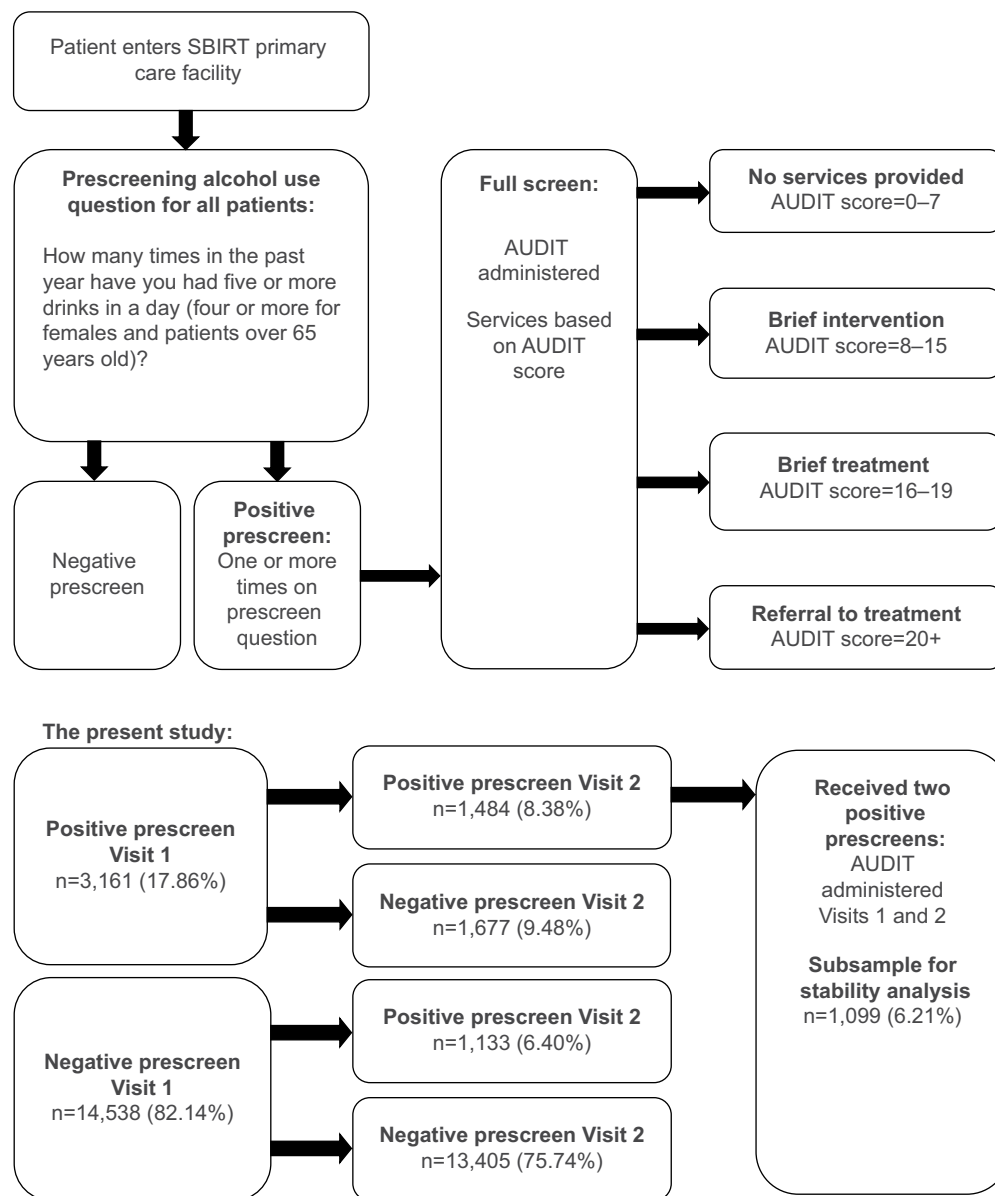 Patient enters SBIRT primary
care facility
Prescreening alcohol use
question for all patients:
How many times in the past
year have you had five or more
drinks in a day (four or more for
females and patients over 65
years old)?
Negative
prescreen
Positive
prescreen:
One or more
times on
prescreen
question
Full screen:
AUDIT
administered
Services based
on AUDIT
score
No services provided
AUDIT score=0–7
Brief intervention
AUDIT score=8–15
Brief treatment
AUDIT score=16–19
Referral to treatment
AUDIT score=20+
The present study:
Positive prescreen
Visit 1
n=3,161 (17.86%)
Positive prescreen Visit 2
n=1,484 (8.38%)
Negative prescreen Visit 2
n=1,677 (9.48%)
Negative prescreen
Visit 1
n=14,538 (82.14%)
Positive prescreen Visit 2
n=1,133 (6.40%)
Negative prescreen Visit 2
n=13,405 (75.74%)
Received two
positive
prescreens:
AUDIT
administered
Visits 1 and 2
Subsample for
stability analysis
n=1,099 (6.21%)